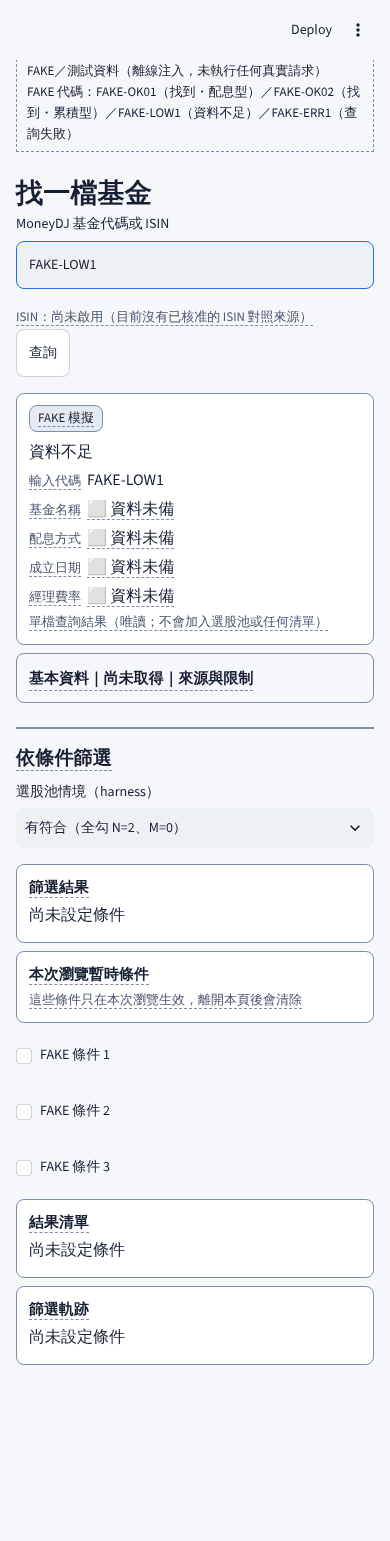 Deploy
FAKE／測試資料（離線注入，未執行任何真實請求）
FAKE 代碼：FAKE-OK01（找到・配息型）／FAKE-OK02（找
到・累積型）／FAKE-LOW1（資料不足）／FAKE-ERR1（查
詢失敗）
找一檔基金
MoneyDJ 基金代碼或 ISIN
FAKE-LOW1
ISIN：尚未啟用（目前沒有已核准的 ISIN 對照來源）
查詢
FAKE 模擬
資料不足
輸入代碼 FAKE-LOW1
基金名稱 ⬜ 資料未備
配息方式 ⬜ 資料未備
成立日期 ⬜ 資料未備
經理費率 ⬜ 資料未備
單檔查詢結果（唯讀；不會加入選股池或任何清單）
基本資料｜尚未取得｜來源與限制
依條件篩選
選股池情境（harness）
有符合（全勾 N=2、M=0）
篩選結果
尚未設定條件
本次瀏覽暫時條件
這些條件只在本次瀏覽生效，離開本頁後會清除
FAKE 條件 1
FAKE 條件 2
FAKE 條件 3
結果清單
尚未設定條件
篩選軌跡
尚未設定條件